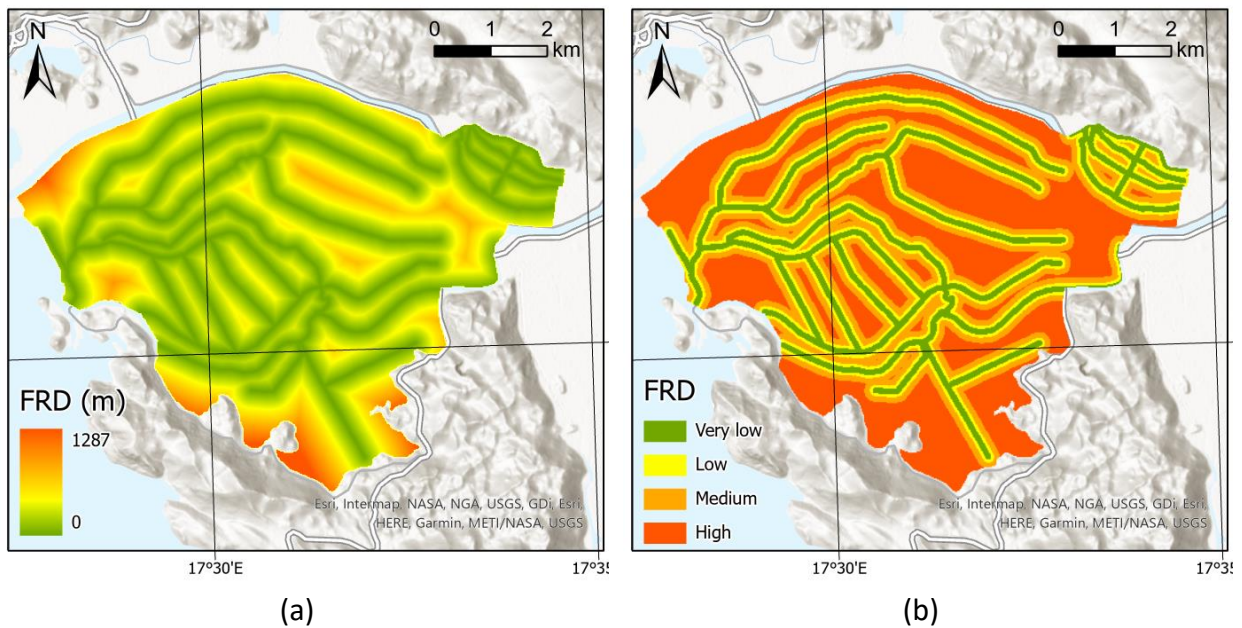 N
0 1 2
km
FRD (m)
1287
0
Esri, Intermap, NASA, NGA, USGS, GDi, Esri,
HERE, Garmin, METI/NASA, USGS
17°30'E
17°35
(a)
N
0 1 2
km
FRD
Very low
Low
Medium
High
Esri, Intermap, NASA, NGA, USGS, GDi, Esri,
HERE, Garmin, METI/NASA, USGS
17°30'E
17°35
(b)